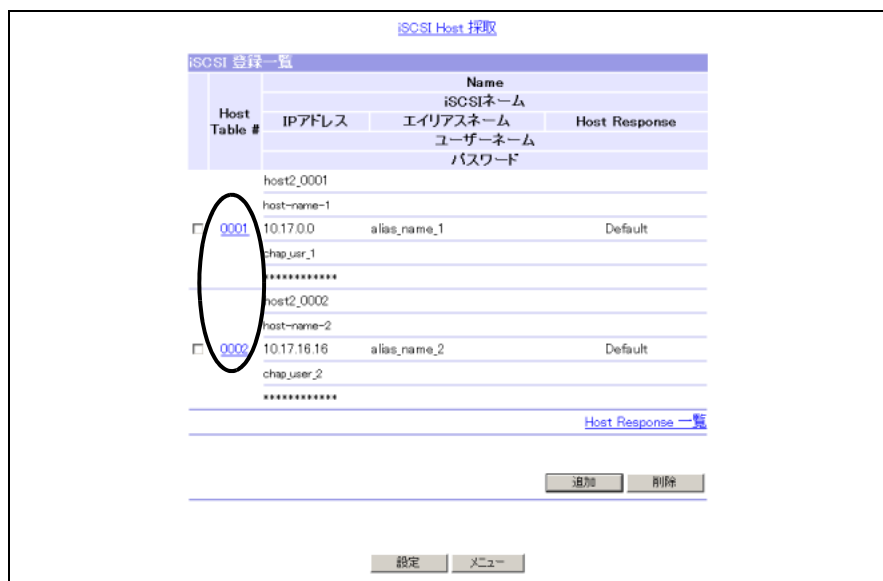 iSCSI Host 採取
iSCSI 登録一覧
Host Table #
Name
iSCSIネーム
IPアドレス エイリアスネーム Host Response
ユーザーネーム
パスワード
host2_0001
host-name-1
0001 10.17.0.0 alias_name_1 Default
chap_usr_1
************
host2_0002
host-name-2
0002 10.17.16.16 alias_name_2 Default
chap_user_2
************
Host Response 一覧
追加 削除
設定 メニュー